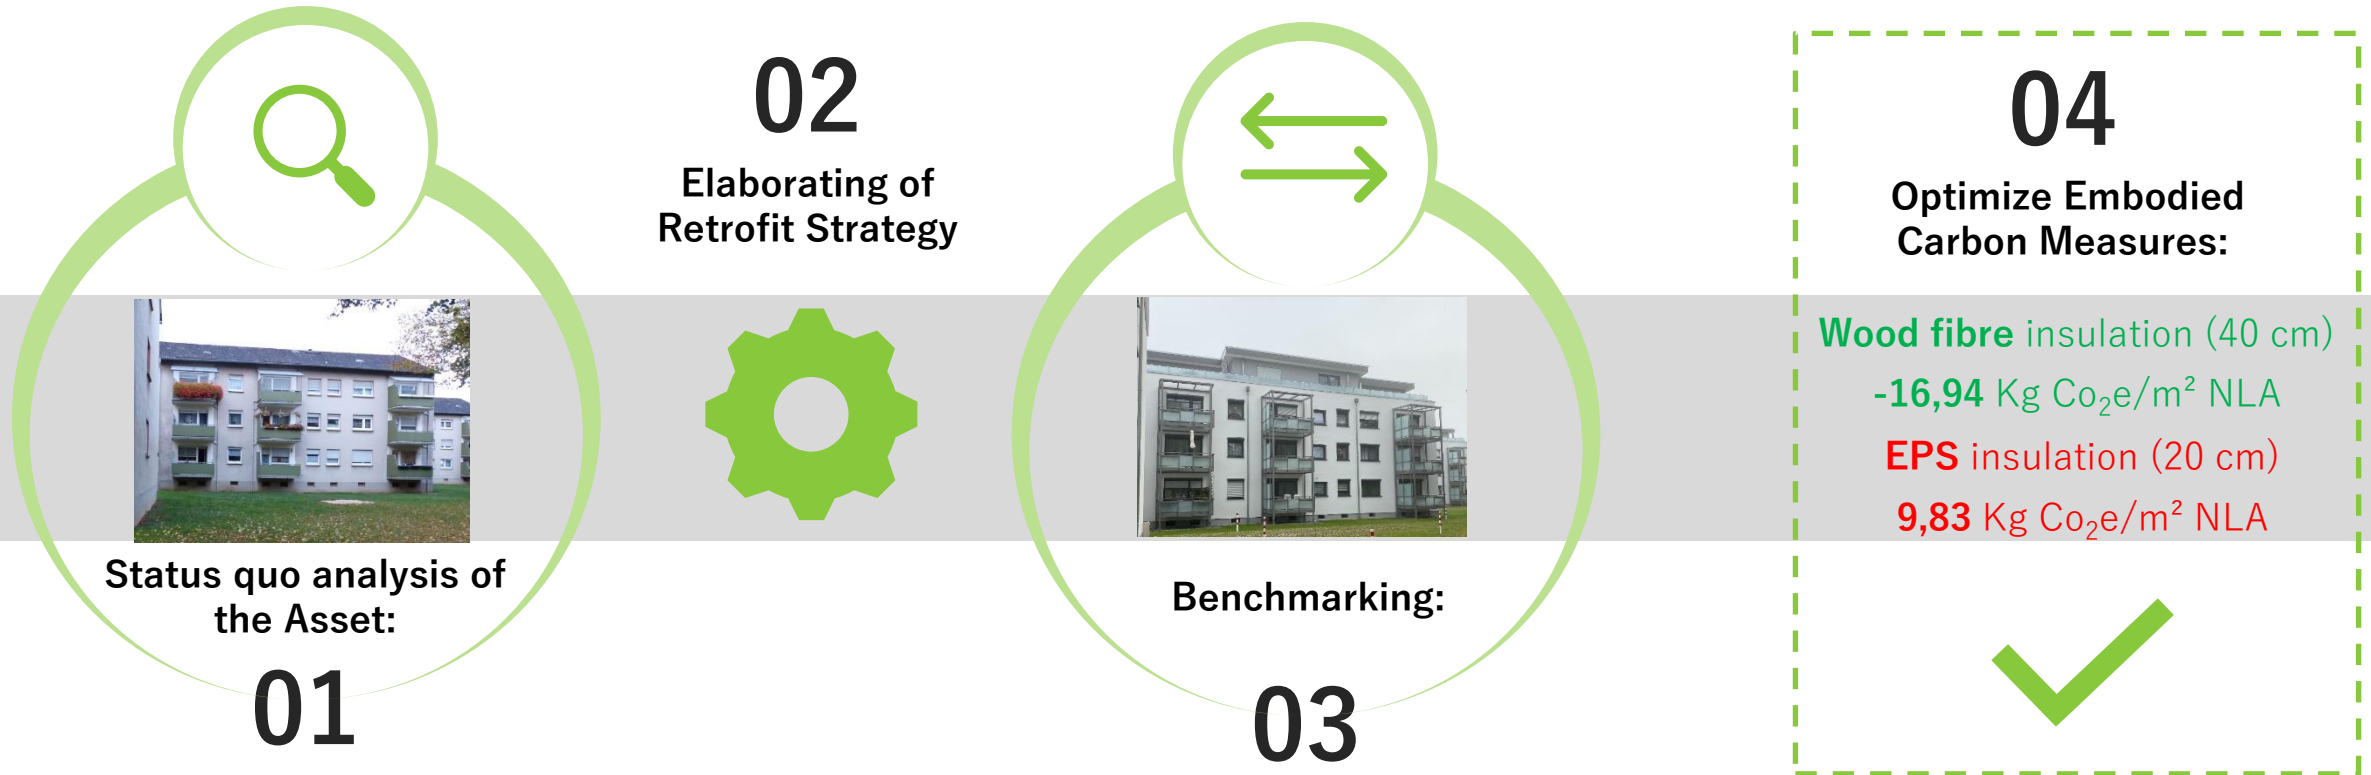 Status quo analysis of
the Asset:
01
02
Elaborating of
Retrofit Strategy
Benchmarking:
03
04
Optimize Embodied
Carbon Measures:
Wood fibre insulation (40 cm)
-16,94 Kg Co₂e/m² NLA
EPS insulation (20 cm)
9,83 Kg Co₂e/m² NLA